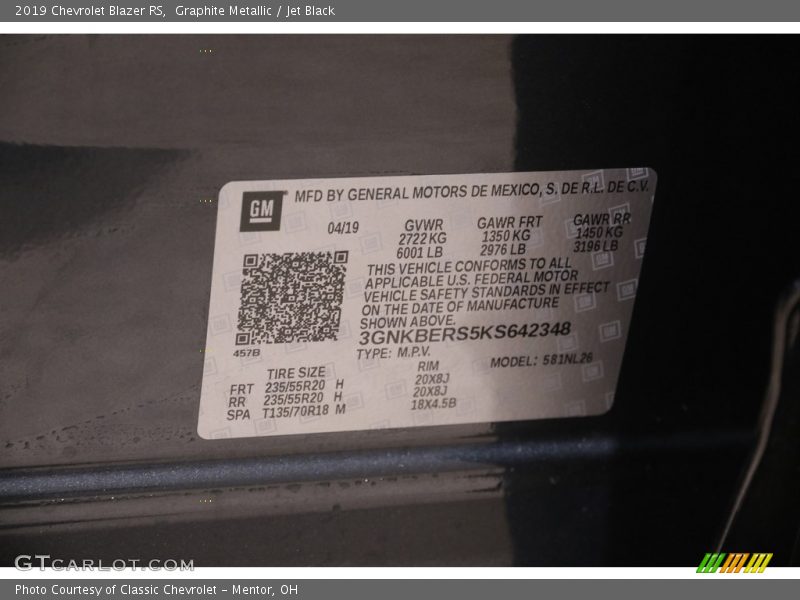 2019 Chevrolet Blazer RS, Graphite Metallic / Jet Black
GM MFD BY GENERAL MOTORS DE MEXICO, S. DE R.L. DE C.V.
04/19 GVWR GAWR FRT GAWR RR
2722 KG 1350 KG 1450 KG
6001 LB 2976 LB 3196 LB
THIS VEHICLE CONFORMS TO ALL
APPLICABLE U.S. FEDERAL MOTOR
VEHICLE SAFETY STANDARDS IN EFFECT
ON THE DATE OF MANUFACTURE
SHOWN ABOVE.
3GNKBERS5KS642348
457B TYPE: M.P.V. MODEL: 581NL26
TIRE SIZE RIM
FRT 235/55R20 H 20X8J
RR 235/55R20 H 20X8J
SPA T135/70R18 M 18X4.5B
GTCARLOT.COM
Photo Courtesy of Classic Chevrolet - Mentor, OH